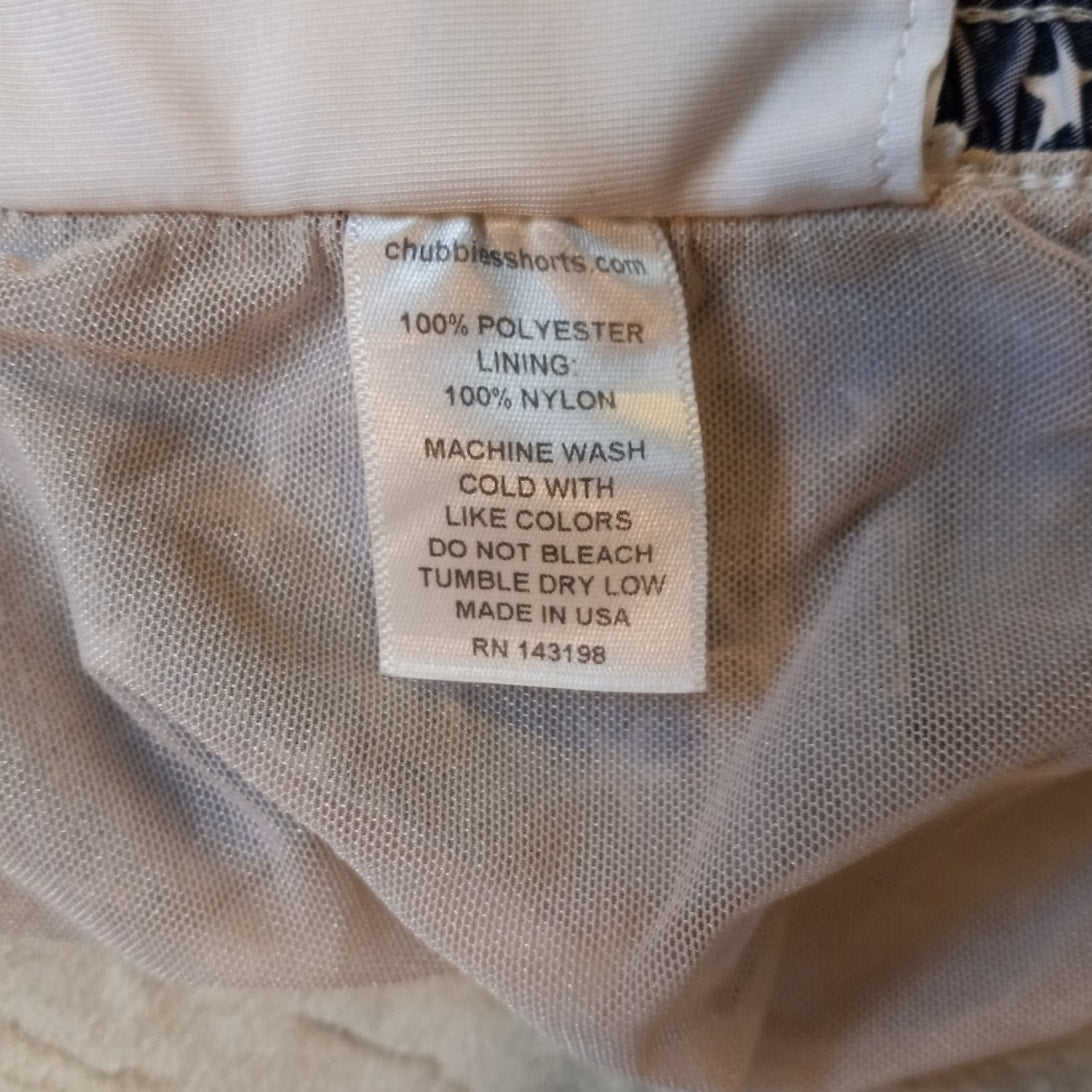 chubbiesshorts.com
100% POLYESTER
LINING:
100% NYLON
MACHINE WASH
COLD WITH
LIKE COLORS
DO NOT BLEACH
TUMBLE DRY LOW
MADE IN USA
RN 143198